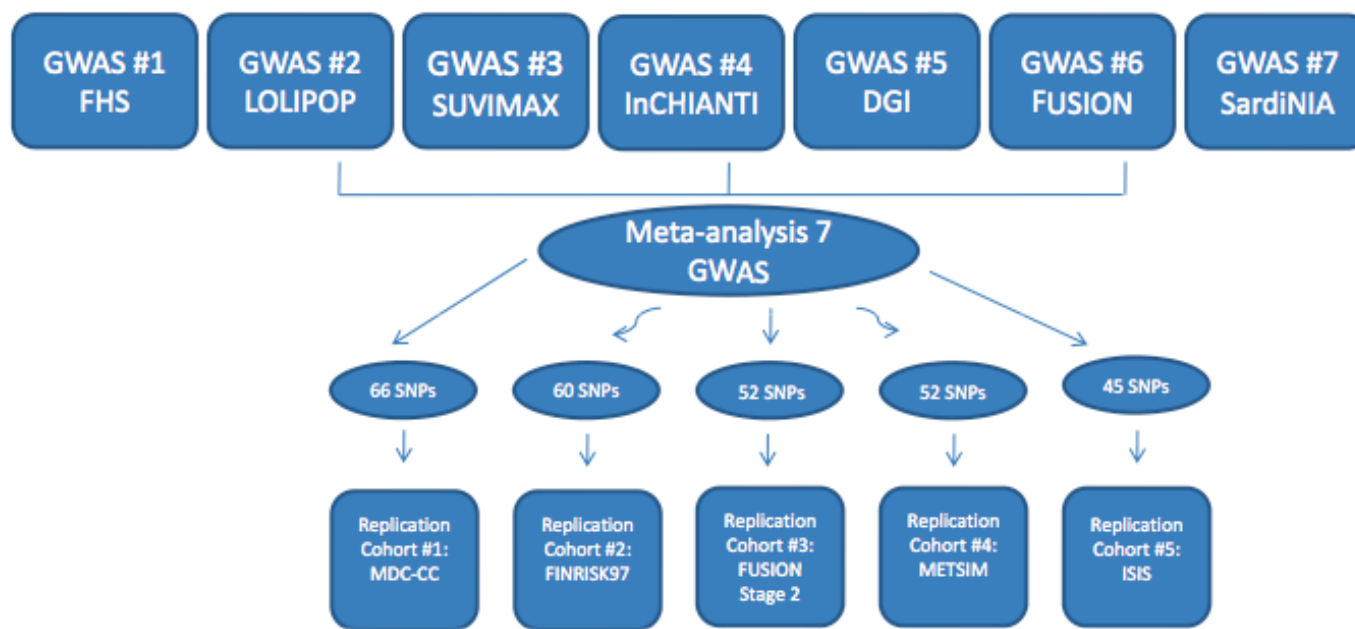 GWAS #1
FHS
GWAS #2
LOLIPOP
GWAS #3
SUVIMAX
GWAS #4
InCHIANTI
GWAS #5
DGI
GWAS #6
FUSION
GWAS #7
SardiNIA
Meta-analysis 7
GWAS
66 SNPs
60 SNPs
52 SNPs
52 SNPs
45 SNPs
Replication
Cohort #1:
MDC-CC
Replication
Cohort #2:
FINRISK97
Replication
Cohort #3:
FUSION
Stage 2
Replication
Cohort #4:
METSIM
Replication
Cohort #5:
ISIS